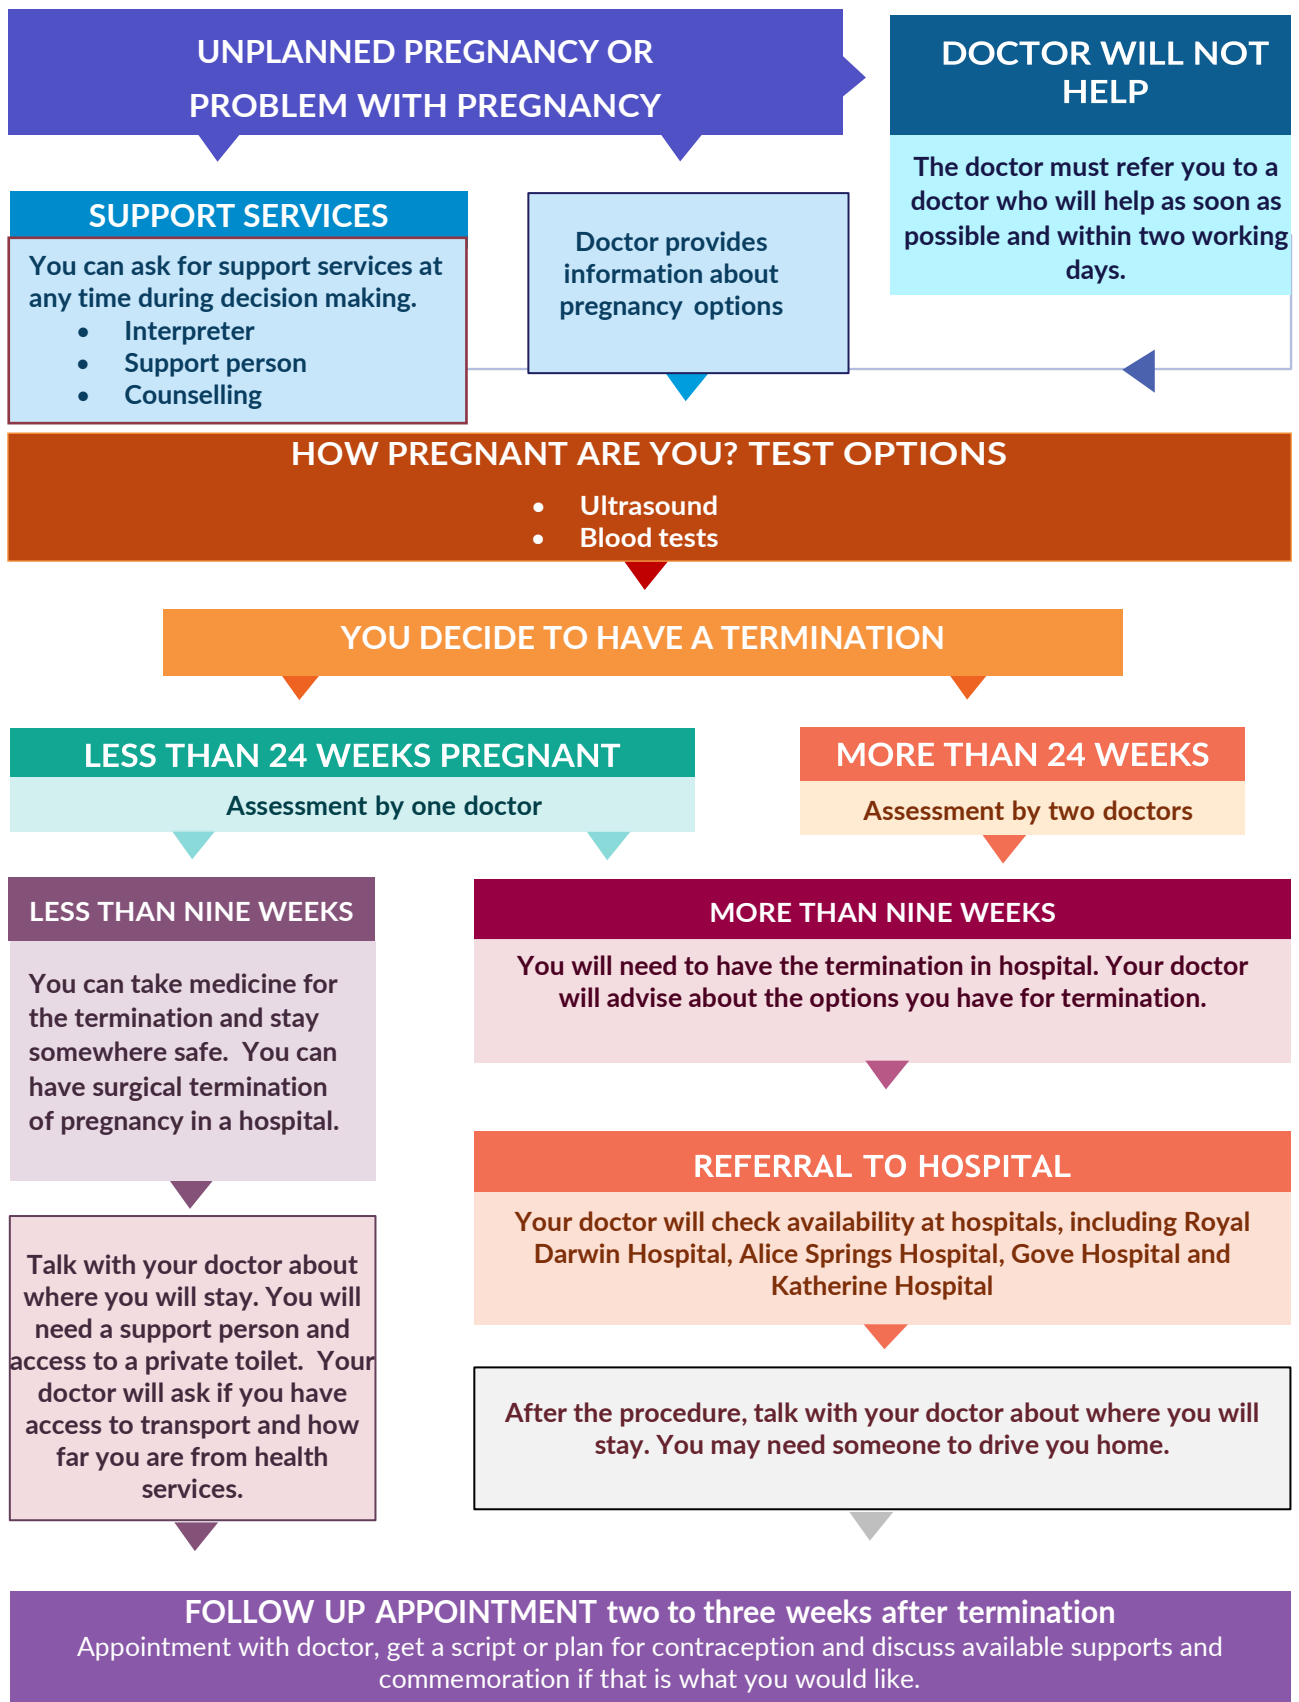 UNPLANNED PREGNANCY OR
PROBLEM WITH PREGNANCY
DOCTOR WILL NOT
HELP
The doctor must refer you to a
doctor who will help as soon as
possible and within two working
days.
SUPPORT SERVICES
You can ask for support services at
any time during decision making.
• Interpreter
• Support person
• Counselling
Doctor provides
information about
pregnancy options
HOW PREGNANT ARE YOU? TEST OPTIONS
• Ultrasound
• Blood tests
YOU DECIDE TO HAVE A TERMINATION
LESS THAN 24 WEEKS PREGNANT
Assessment by one doctor
MORE THAN 24 WEEKS
Assessment by two doctors
LESS THAN NINE WEEKS
You can take medicine for
the termination and stay
somewhere safe. You can
have surgical termination
of pregnancy in a hospital.
Talk with your doctor about
where you will stay. You will
need a support person and
access to a private toilet. Your
doctor will ask if you have
access to transport and how
far you are from health
services.
MORE THAN NINE WEEKS
You will need to have the termination in hospital. Your doctor
will advise about the options you have for termination.
REFERRAL TO HOSPITAL
Your doctor will check availability at hospitals, including Royal
Darwin Hospital, Alice Springs Hospital, Gove Hospital and
Katherine Hospital
After the procedure, talk with your doctor about where you will
stay. You may need someone to drive you home.
FOLLOW UP APPOINTMENT two to three weeks after termination
Appointment with doctor, get a script or plan for contraception and discuss available supports and
commemoration if that is what you would like.